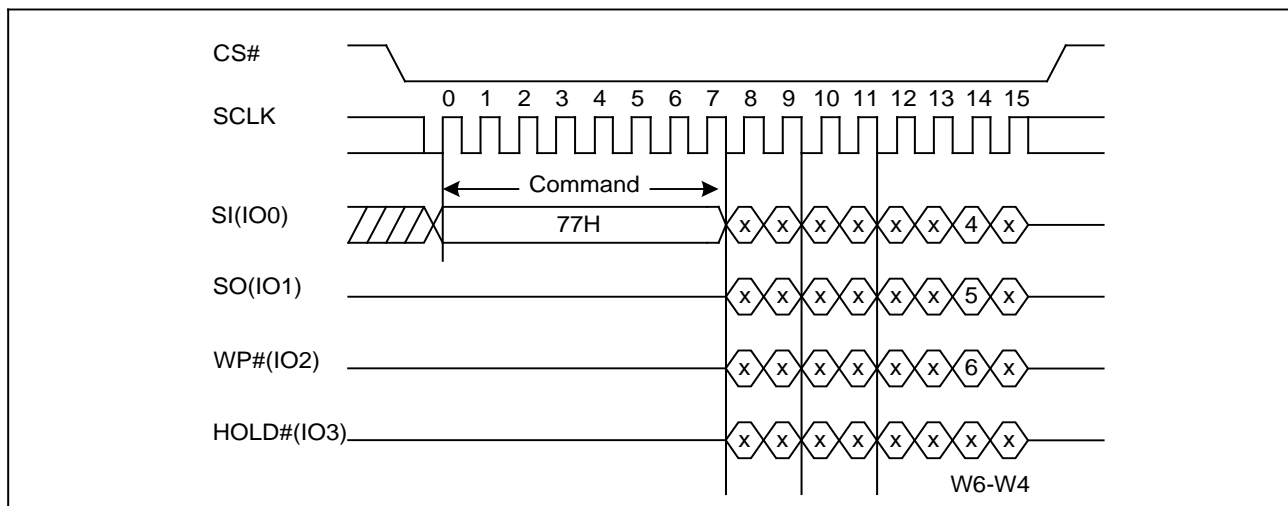 CS#
0 1 2 3 4 5 6 7 8 9 10 11 12 13 14 15
SCLK
Command
SI(IO0) 77H x x x x x x 4 x
SO(IO1) x x x x x x 5 x
WP#(IO2) x x x x x x 6 x
HOLD#(IO3) x x x x x x x x
W6-W4